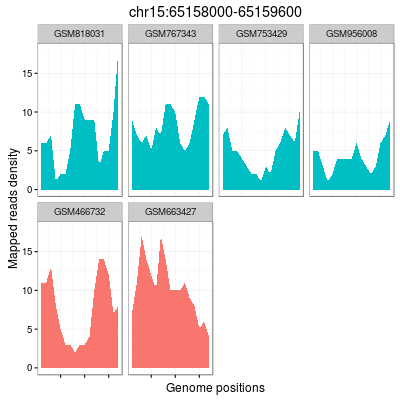 chr15:65158000-65159600
GSM818031 GSM767343 GSM753429 GSM956008
15
10
5
0
GSM466732 GSM663427
15
10
5
0
Mapped reads density
Genome positions